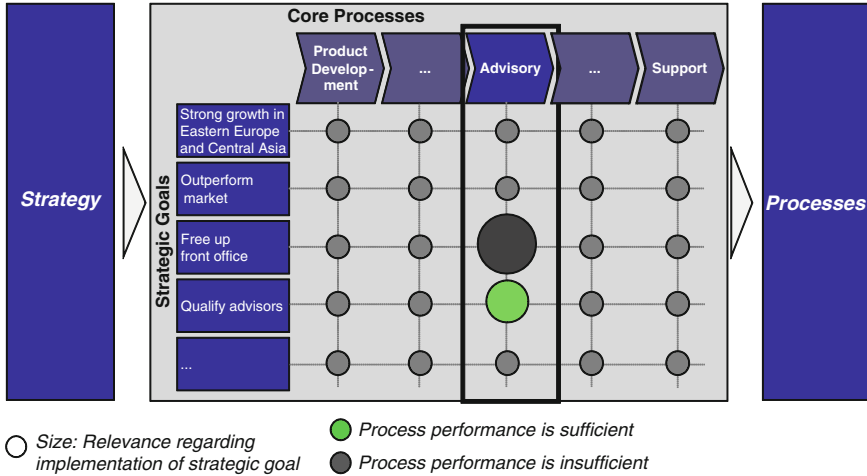 Core Processes
Product
Develop-
ment
...
Advisory
...
Support
Strategy
Strategic Goals
Strong growth in
Eastern Europe
and Central Asia
Outperform
market
Free up
front office
Qualify advisors
...
Processes
Size: Relevance regarding
implementation of strategic goal
Process performance is sufficient
Process performance is insufficient